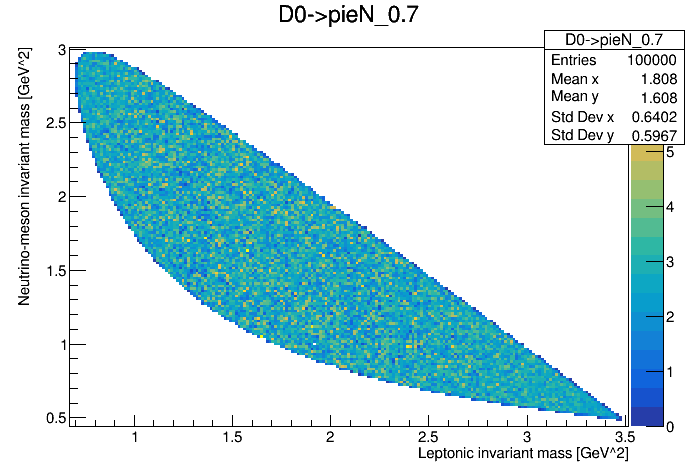 D0->pieN_0.7
D0->pieN_0.7
Entries 100000
Mean x 1.808
Mean y 1.608
Std Dev x 0.6402
Std Dev y 0.5967
Neutrino-meson invariant mass [GeV^2]
3
2.5
2
1.5
1
0.5
5
4
3
2
1
0
1 1.5 2 2.5 3 3.5
Leptonic invariant mass [GeV^2]